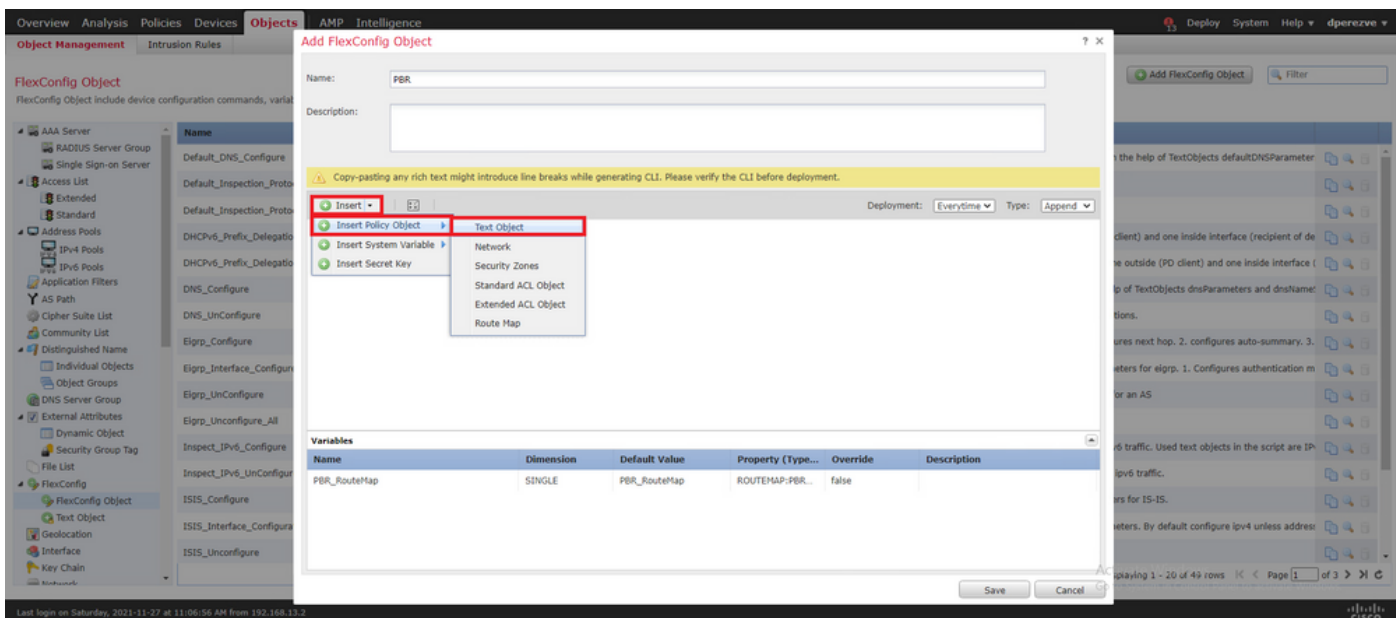 Overview Analysis Policies Devices Objects AMP Intelligence
13 Deploy System Help dperezve
Object Management Intrusion Rules
FlexConfig Object
FlexConfig Object include device configuration commands,
Add FlexConfig Object
Filter
AAA Server
RADIUS Server Group
Single Sign-on Server
Access List
Extended
Standard
Address Pools
IPv4 Pools
IPv6 Pools
Application Filters
AS Path
Cipher Suite List
Community List
Distinguished Name
Individual Objects
Object Groups
DNS Server Group
External Attributes
Dynamic Object
Security Group Tag
File List
FlexConfig
FlexConfig Object
Text Object
Geolocation
Interface
Key Chain
Network
Name
Default_DNS_Configure
Default_Inspection_Proto
Default_Inspection_Proto
DHCPv6_Prefix_Delegatio
DHCPv6_Prefix_Delegatio
DNS_Configure
DNS_UnConfigure
Eigrp_Configure
Eigrp_Interface_Configure
Eigrp_UnConfigure
Eigrp_Unconfigure_All
Inspect_IPv6_Configure
Inspect_IPv6_UnConfigur
ISIS_Configure
ISIS_Interface_Configura
ISIS_Unconfigure
Add FlexConfig Object
? ×
Name: PBR
Description:
Copy-pasting any rich text might introduce line breaks while generating CLI. Please verify the CLI before deployment.
Insert
Deployment: Everytime Type: Append
Insert Policy Object
Insert System Variable
Insert Secret Key
Text Object
Network
Security Zones
Standard ACL Object
Extended ACL Object
Route Map
Variables
Name Dimension Default Value Property (Type... Override Description
PBR_RouteMap SINGLE PBR_RouteMap ROUTEMAP:PBR... false
Save Cancel
the help of TextObjects defaultDNSParameter
client) and one inside interface (recipient of de
outside (PD client) and one inside interface (
of TextObjects dnsParameters and
tions.
ures next hop. 2. configures auto-summary. 3.
eters for eigrp. 1. Configures authentication m
or an AS
traffic. Used text objects in the script are
ipv6 traffic.
ers for IS-IS.
eters. By default configure ipv4 unless
Displaying 1 - 20 of 49 rows Page 1 of 3
Last login on Saturday, 2021-11-27 at 11:06:56 AM from 192.168.13.2
CISCO